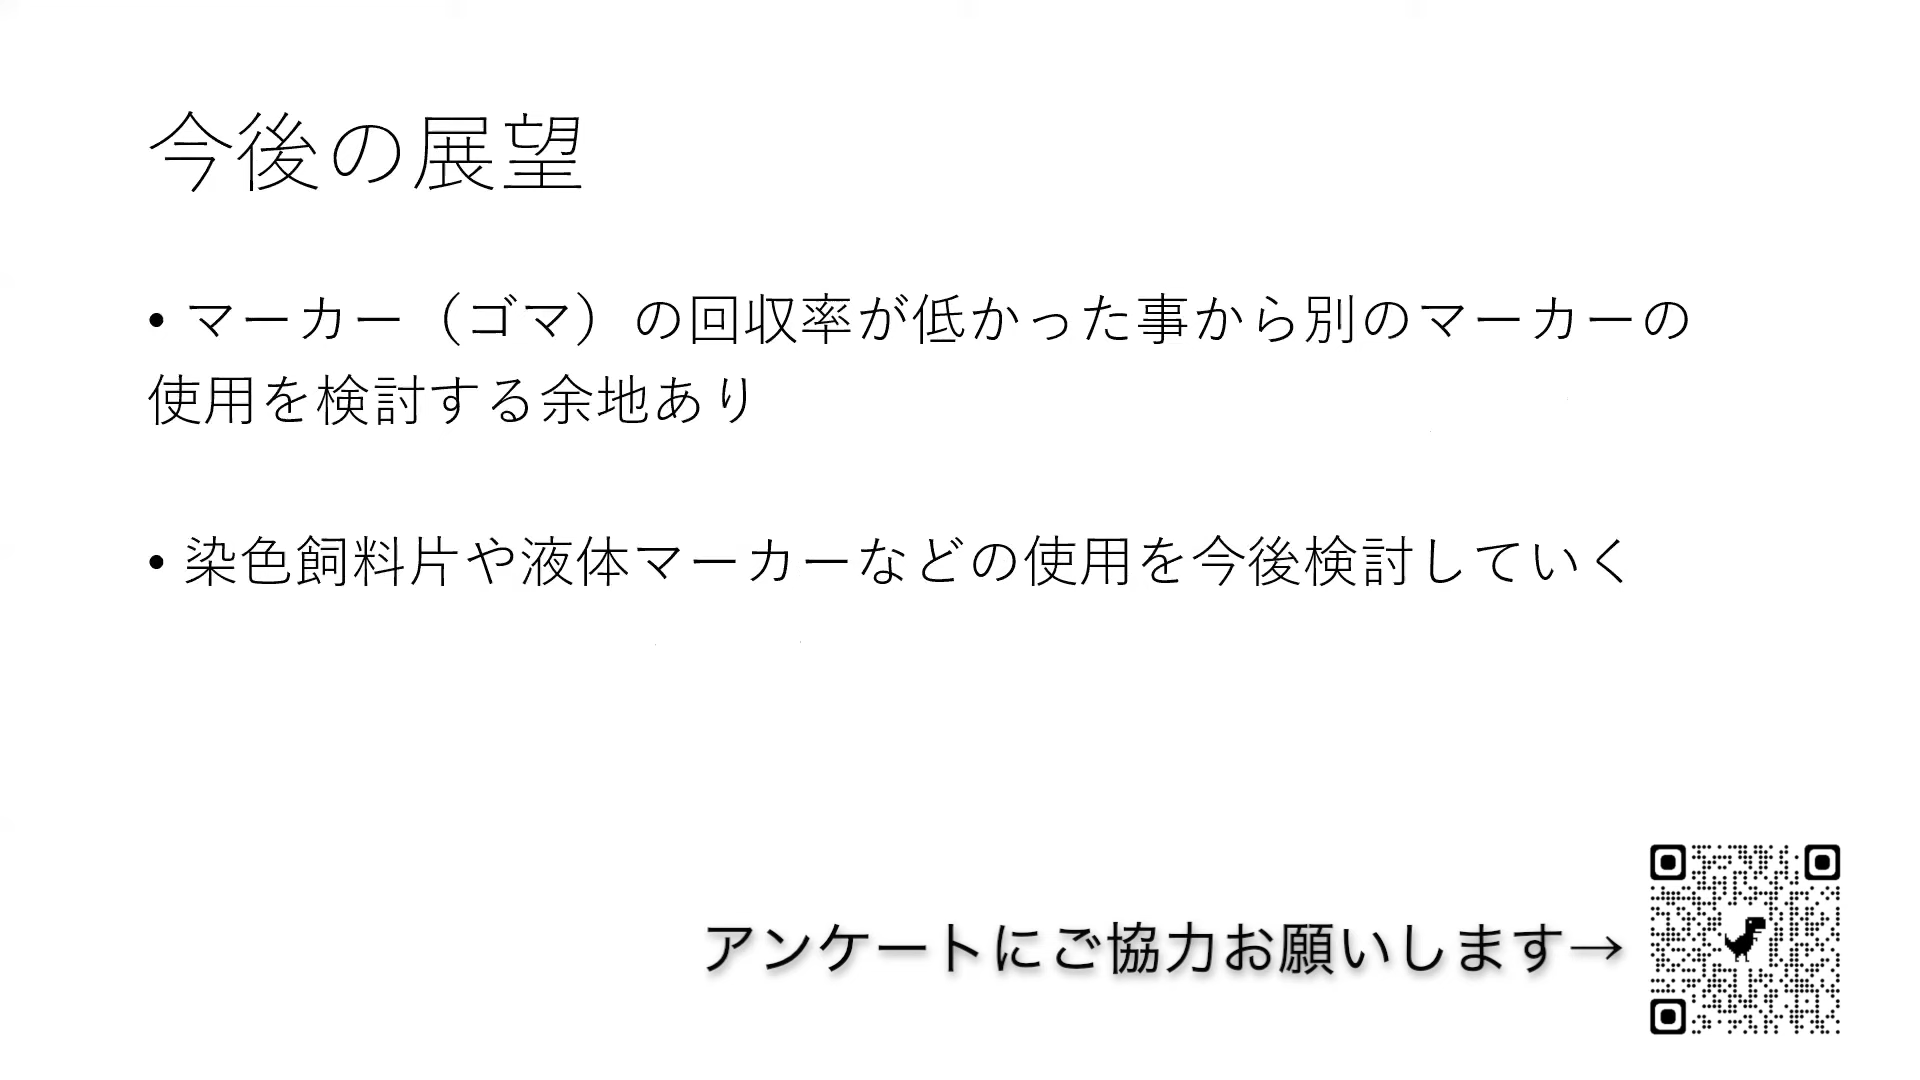 今後の展望
• マーカー（ゴマ）の回収率が低かった事から別のマーカーの
使用を検討する余地あり
• 染色飼料片や液体マーカーなどの使用を今後検討していく
アンケートにご協力お願いします→